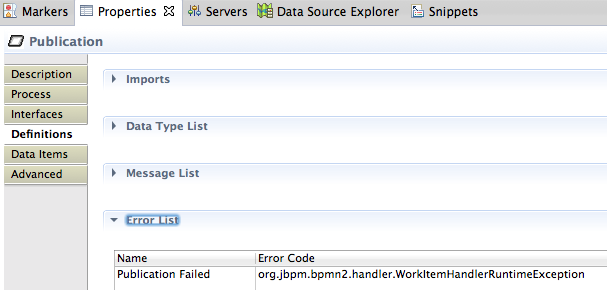 Markers Properties Servers Data Source Explorer Snippets
Publication
Description
Process
Interfaces
Definitions
Data Items
Advanced
Imports
Data Type List
Message List
Error List
Name Error Code
Publication Failed org.jbpm.bpmn2.handler.WorkItemHandlerRuntimeException